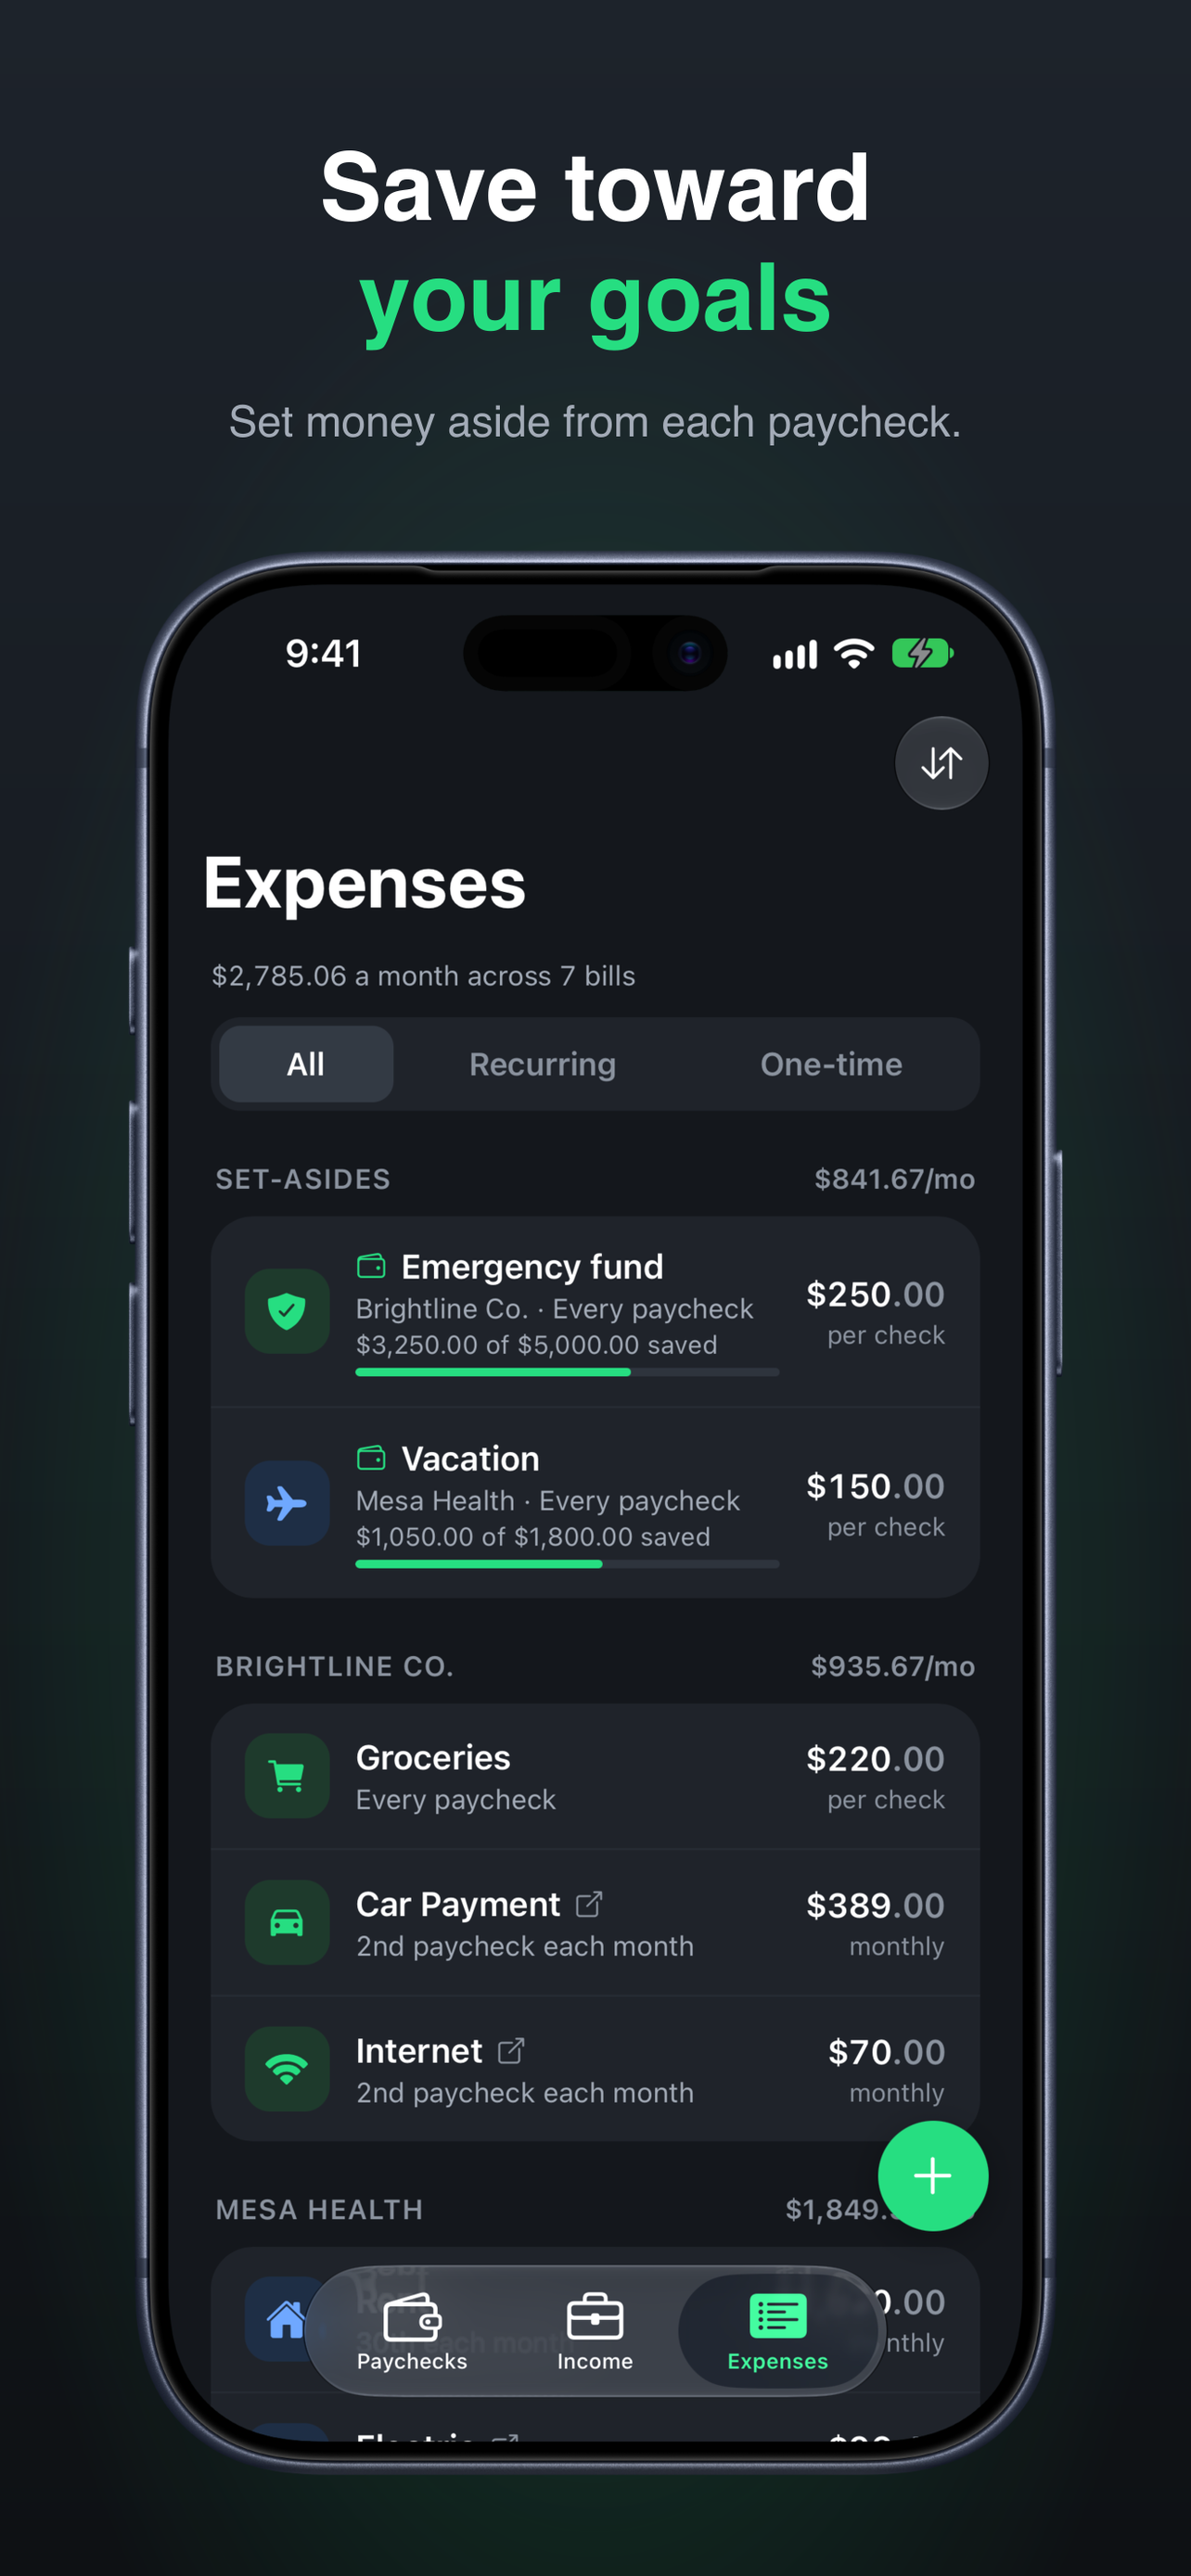 Save toward
your goals
Set money aside from each paycheck.
9:41
Expenses
$2,785.06 a month across 7 bills
All Recurring One-time
SET-ASIDES $841.67/mo
Emergency fund
$250.00
Brightline Co. · Every paycheck
per check
$3,250.00 of $5,000.00 saved
Vacation
$150.00
Mesa Health · Every paycheck
per check
$1,050.00 of $1,800.00 saved
BRIGHTLINE CO. $935.67/mo
Groceries $220.00
Every paycheck per check
Car Payment $389.00
2nd paycheck each month monthly
Internet $70.00
2nd paycheck each month monthly
MESA HEALTH $1,849.
Paychecks Income Expenses